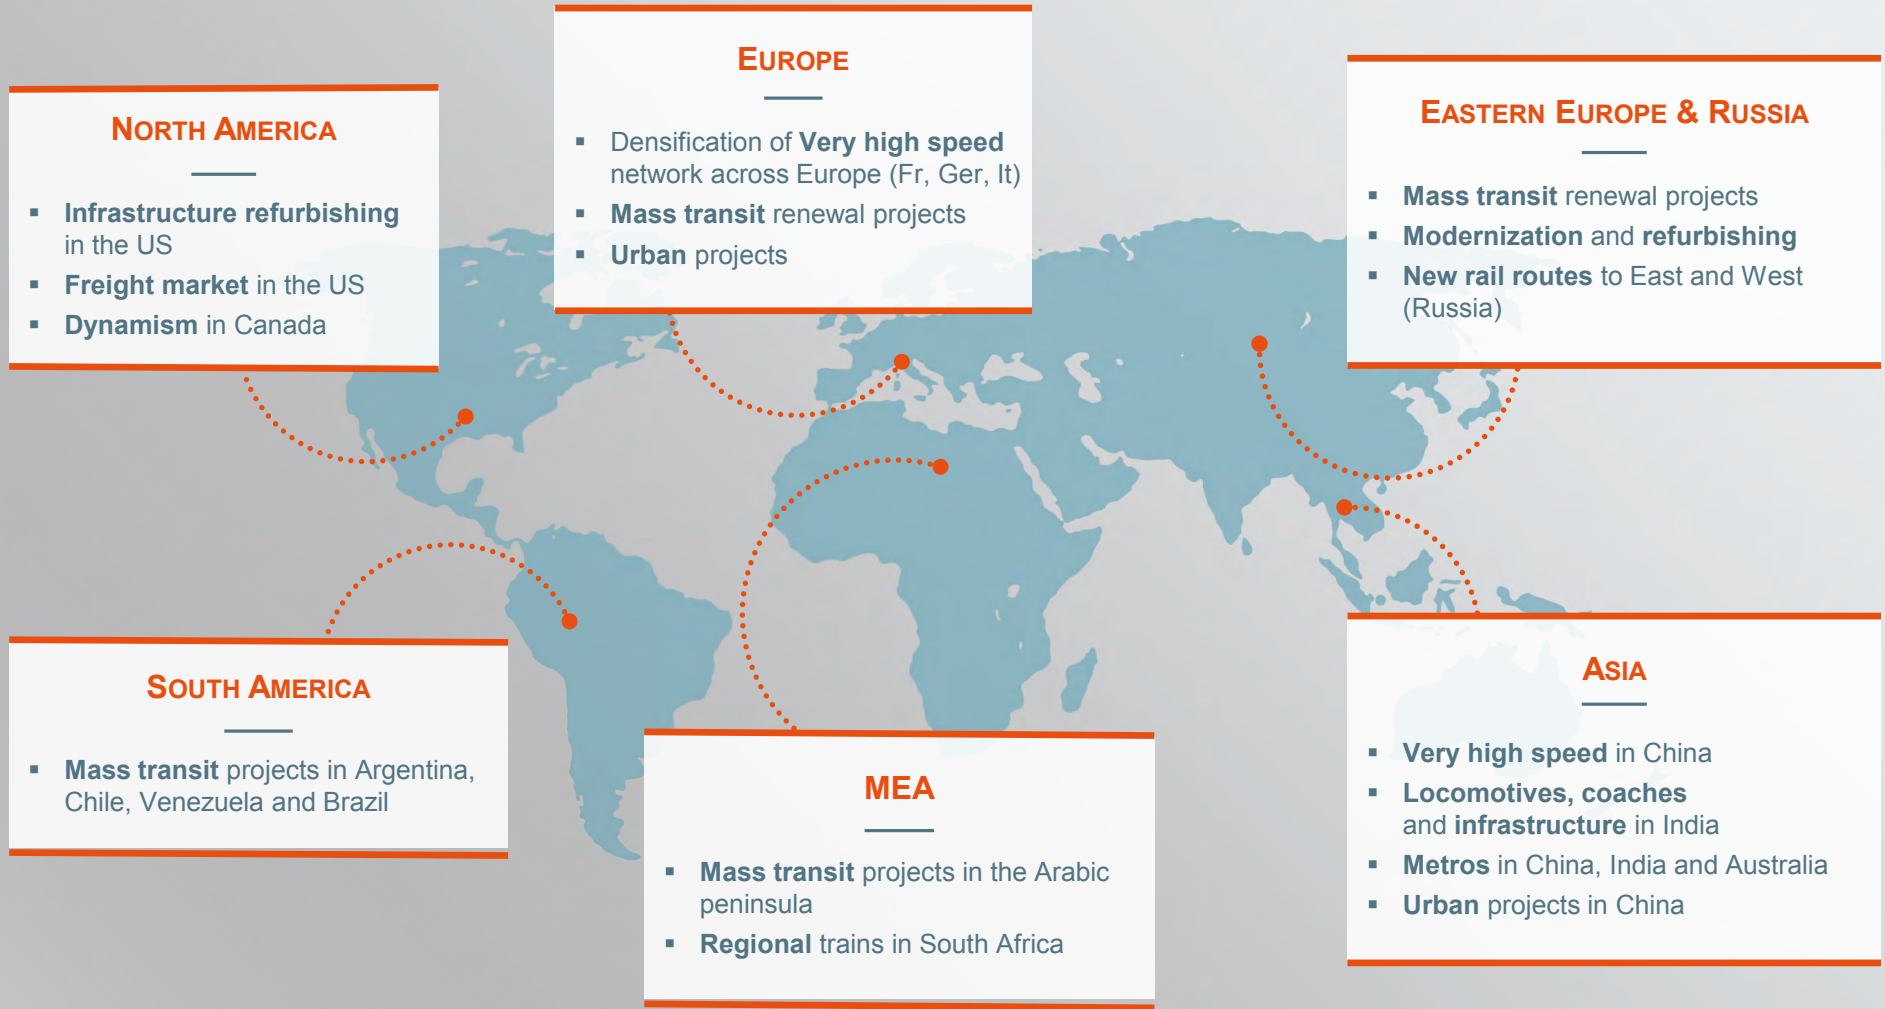 NORTH AMERICA
▪ Infrastructure refurbishing
in the US
▪ Freight market in the US
▪ Dynamism in Canada
EUROPE
▪ Densification of Very high speed
network across Europe (Fr, Ger, It)
▪ Mass transit renewal projects
▪ Urban projects
EASTERN EUROPE & RUSSIA
▪ Mass transit renewal projects
▪ Modernization and refurbishing
▪ New rail routes to East and West
(Russia)
SOUTH AMERICA
▪ Mass transit projects in Argentina,
Chile, Venezuela and Brazil
MEA
▪ Mass transit projects in the Arabic
peninsula
▪ Regional trains in South Africa
ASIA
▪ Very high speed in China
▪ Locomotives, coaches
and infrastructure in India
▪ Metros in China, India and Australia
▪ Urban projects in China